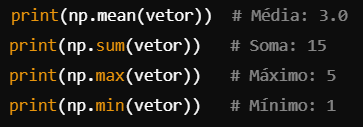 print(np.mean(vetor))  # Média: 3.0
print(np.sum(vetor))   # Soma: 15
print(np.max(vetor))   # Máximo: 5
print(np.min(vetor))   # Mínimo: 1